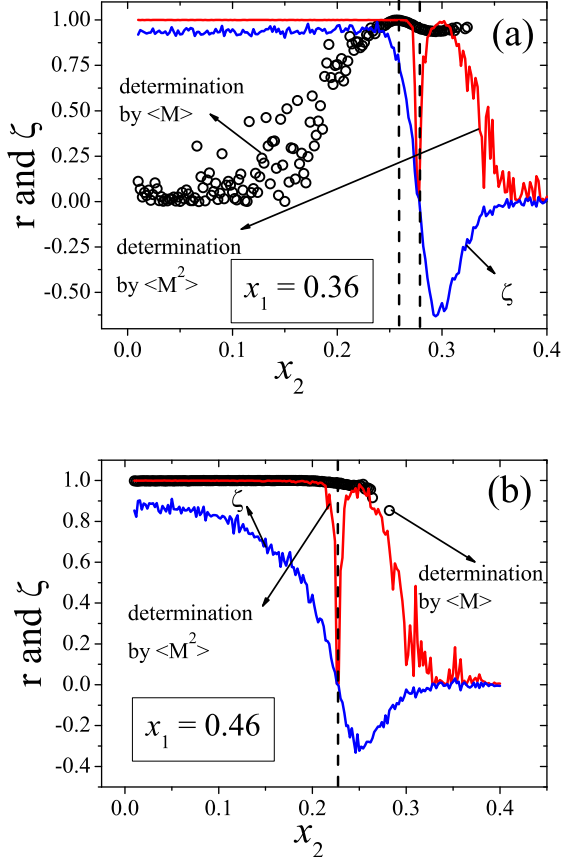 (a)
r and ζ
1.00
0.75
0.50
0.25
0.00
-0.25
-0.50
determination
by <M>
determination
by <M²>
x₁ = 0.36
ζ
0.0
0.1
0.2
0.3
0.4
x₂
(b)
r and ζ
1.0
0.8
0.6
0.4
0.2
0.0
-0.2
-0.4
ζ
determination
by <M>
determination
by <M²>
x₁ = 0.46
0.0
0.1
0.2
0.3
0.4
x₂